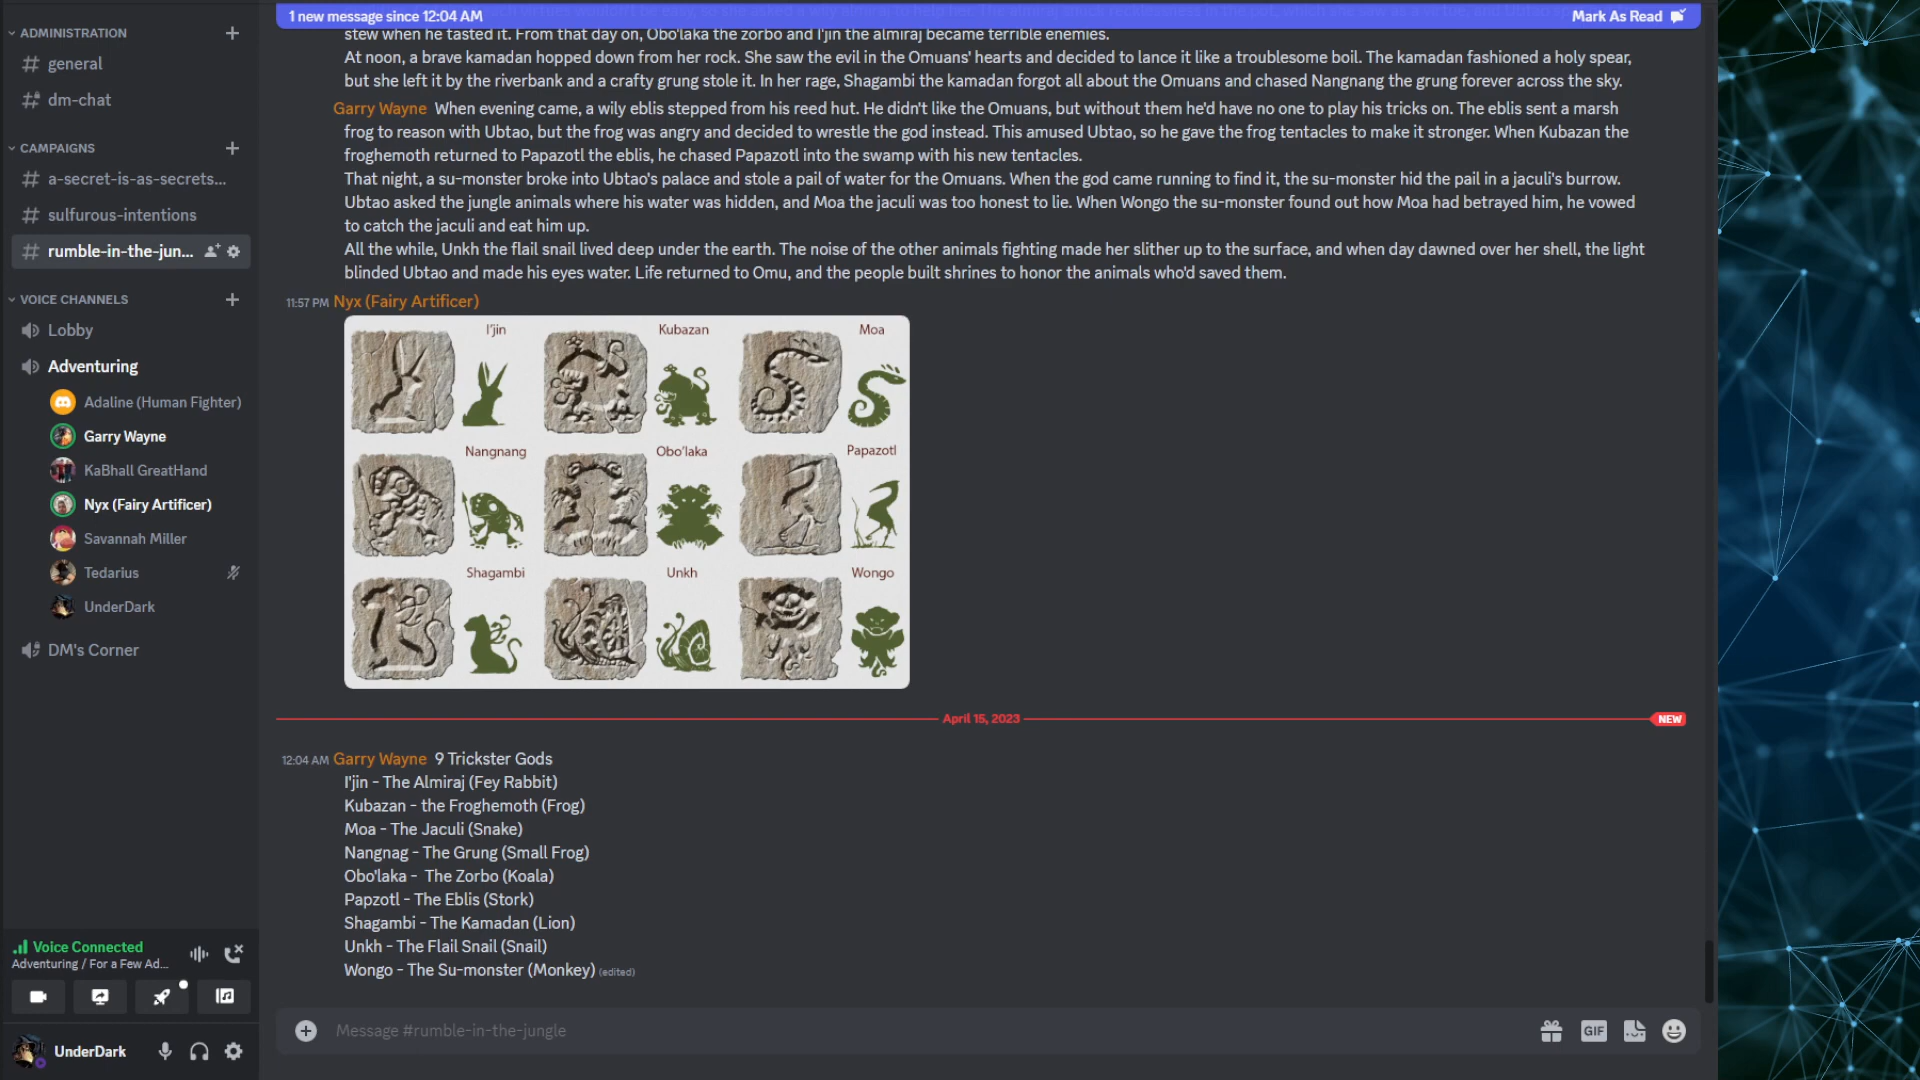 ADMINISTRATION
general
dm-chat
CAMPAIGNS
a-secret-is-as-secrets...
sulfurous-intentions
rumble-in-the-jun...
VOICE CHANNELS
Lobby
Adventuring
Adaline (Human Fighter)
Garry Wayne
KaBhall GreatHand
Nyx (Fairy Artificer)
Savannah Miller
Tedarius
UnderDark
DM's Corner
Voice Connected
Adventuring / For a Few Ad...
UnderDark
1 new message since 12:04 AM
Mark As Read
stew when he tasted it. From that day on, Obo'laka the zorbo and I'jin the almiraj became terrible enemies.
At noon, a brave kamadan hopped down from her rock. She saw the evil in the Omuans' hearts and decided to lance it like a troublesome boil. The kamadan fashioned a holy spear,
but she left it by the riverbank and a crafty grung stole it. In her rage, Shagambi the kamadan forgot all about the Omuans and chased Nangnang the grung forever across the sky.
Garry Wayne When evening came, a wily eblis stepped from his reed hut. He didn't like the Omuans, but without them he'd have no one to play his tricks on. The eblis sent a marsh
frog to reason with Ubtao, but the frog was angry and decided to wrestle the god instead. This amused Ubtao, so he gave the frog tentacles to make it stronger. When Kubazan the
froghemoth returned to Papazotl the eblis, he chased Papazotl into the swamp with his new tentacles.
That night, a su-monster broke into Ubtao's palace and stole a pail of water for the Omuans. When the god came running to find it, the su-monster hid the pail in a jaculi's burrow.
Ubtao asked the jungle animals where his water was hidden, and Moa the jaculi was too honest to lie. When Wongo the su-monster found out how Moa had betrayed him, he vowed
to catch the jaculi and eat him up.
All the while, Unkh the flail snail lived deep under the earth. The noise of the other animals fighting made her slither up to the surface, and when day dawned over her shell, the light
blinded Ubtao and made his eyes water. Life returned to Omu, and the people built shrines to honor the animals who'd saved them.
11:57 PM Nyx (Fairy Artificer)
I'jin Kubazan Moa
Nangnang Obo'laka Papazotl
Shagambi Unkh Wongo
April 15, 2023
NEW
12:04 AM Garry Wayne 9 Trickster Gods
I'jin - The Almiraj (Fey Rabbit)
Kubazan - the Froghemoth (Frog)
Moa - The Jaculi (Snake)
Nangnag - The Grung (Small Frog)
Obo'laka - The Zorbo (Koala)
Papzotl - The Eblis (Stork)
Shagambi - The Kamadan (Lion)
Unkh - The Flail Snail (Snail)
Wongo - The Su-monster (Monkey) (edited)
Message #rumble-in-the-jungle
GIF